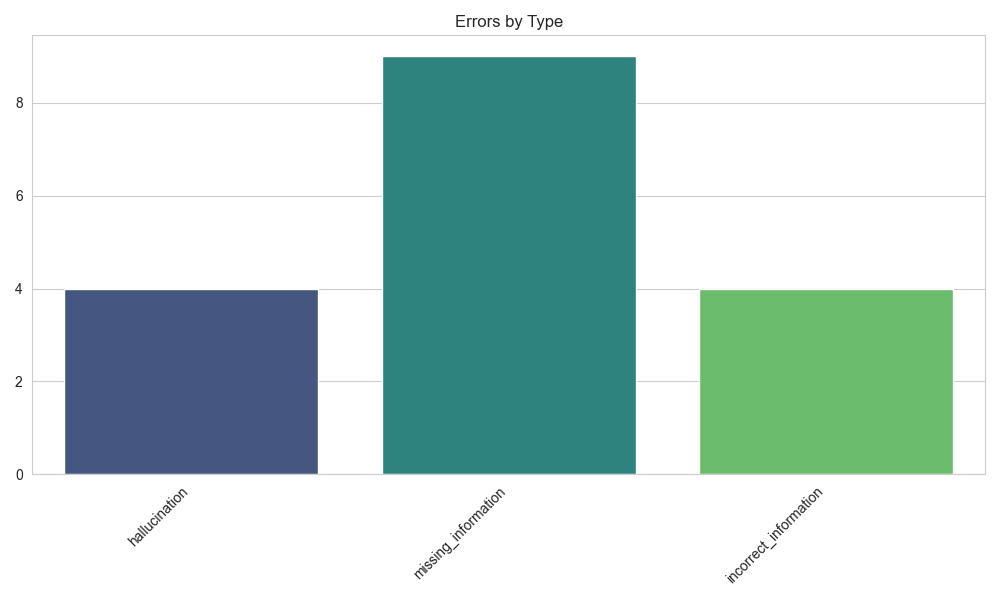 Errors by Type
8
6
4
2
0
hallucination
missing_information
incorrect_information